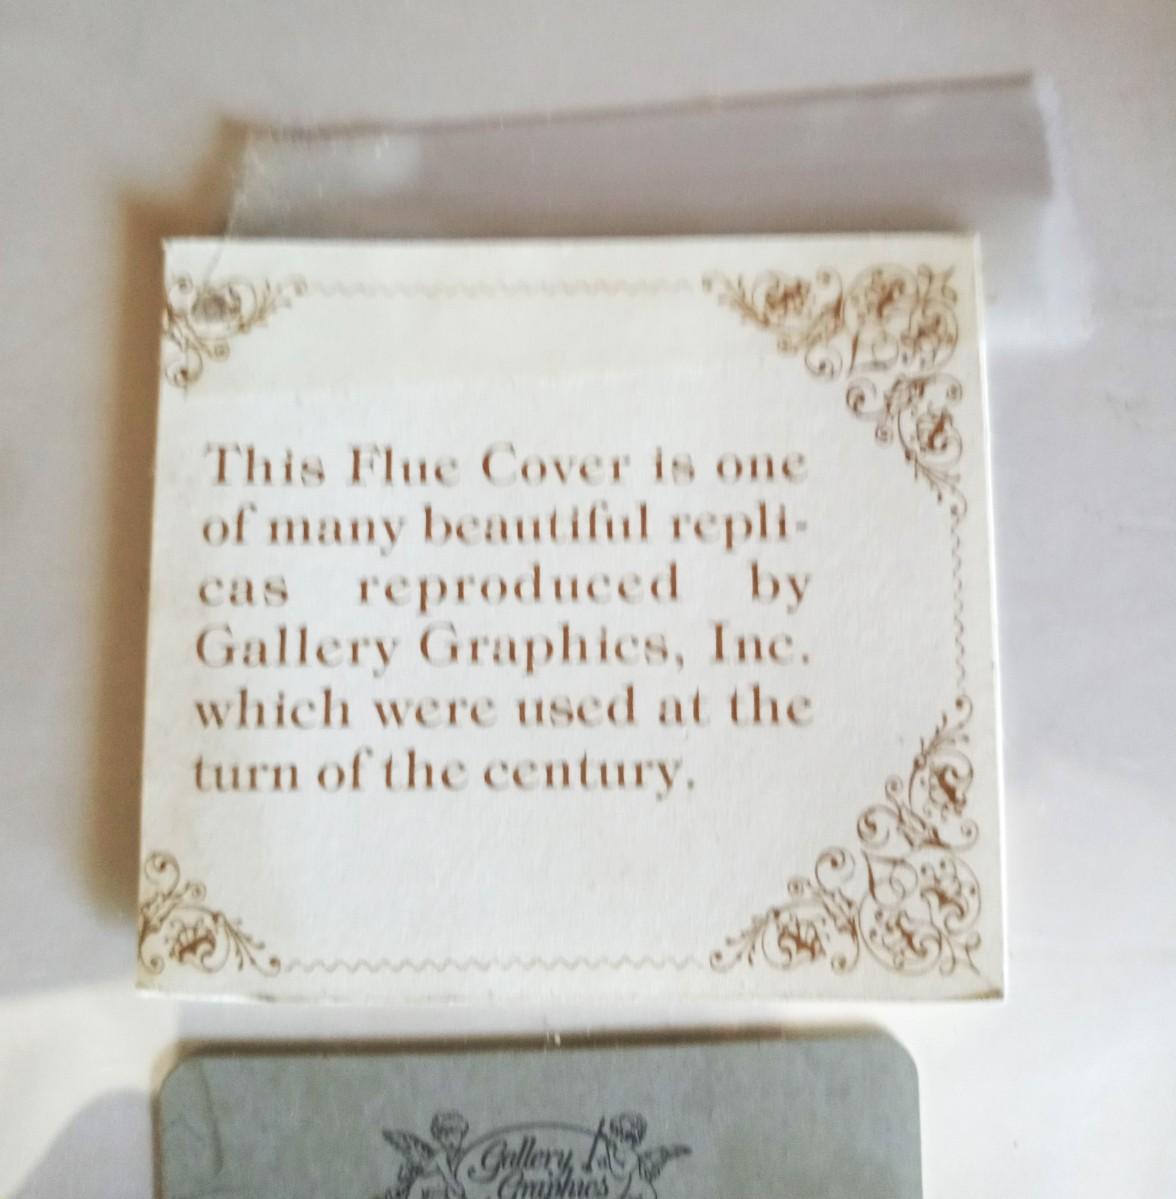 This Flue Cover is one
of many beautiful repli-
cas reproduced by
Gallery Graphics, Inc.
which were used at the
turn of the century.
Gallery
Graphics